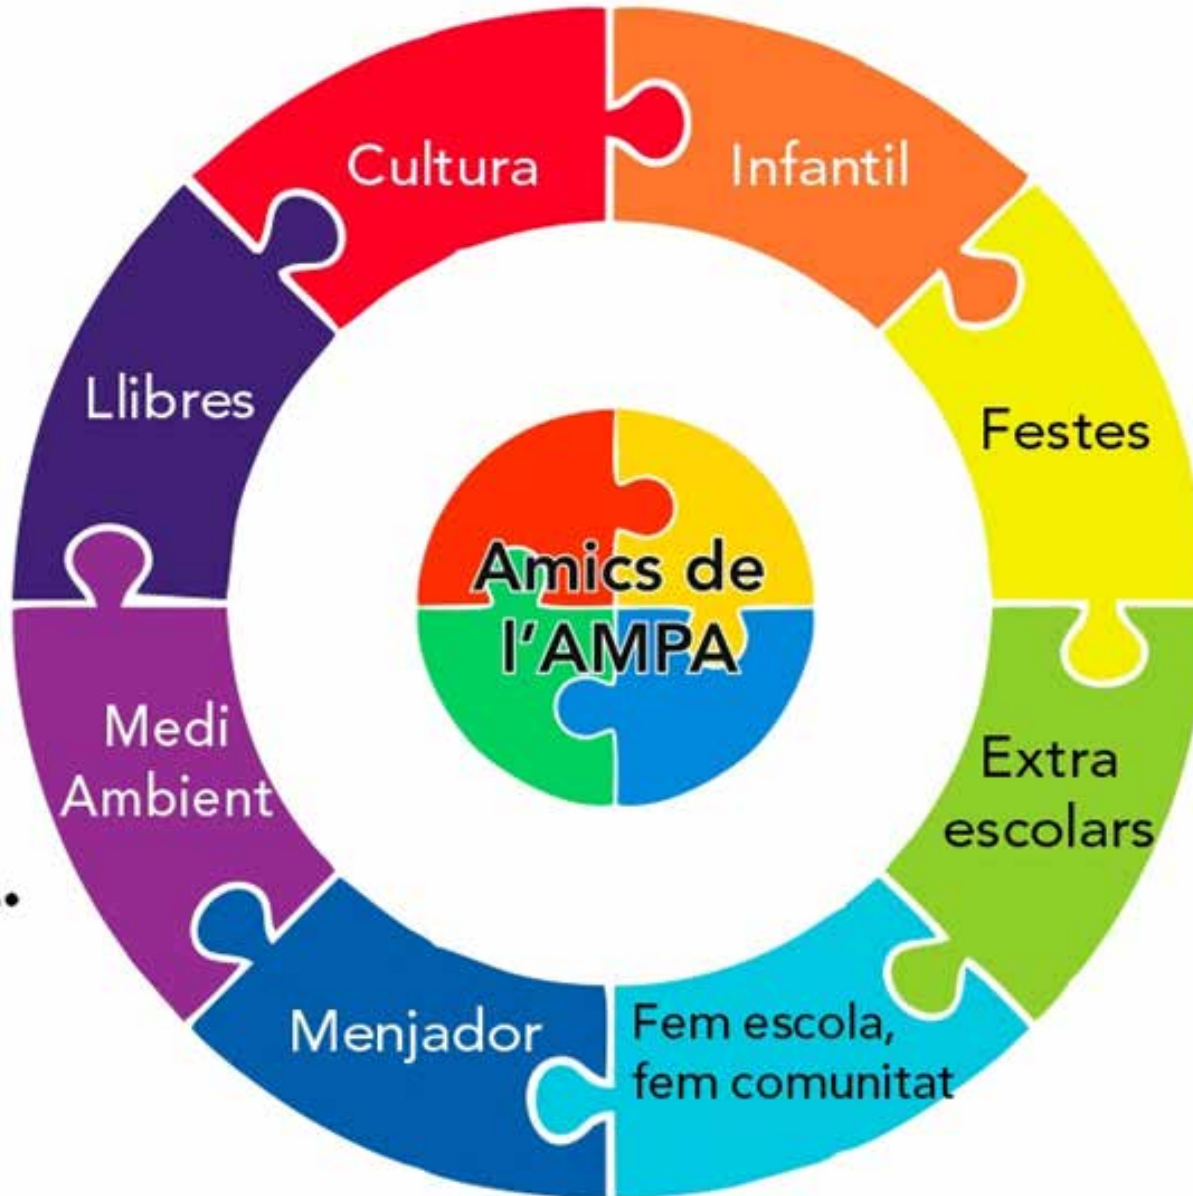 Cultura
Infantil
Llibres
Festes
Amics de
l'AMPA
Medi
Ambient
Extra
escolars
Menjador
Fem escola,
fem comunitat